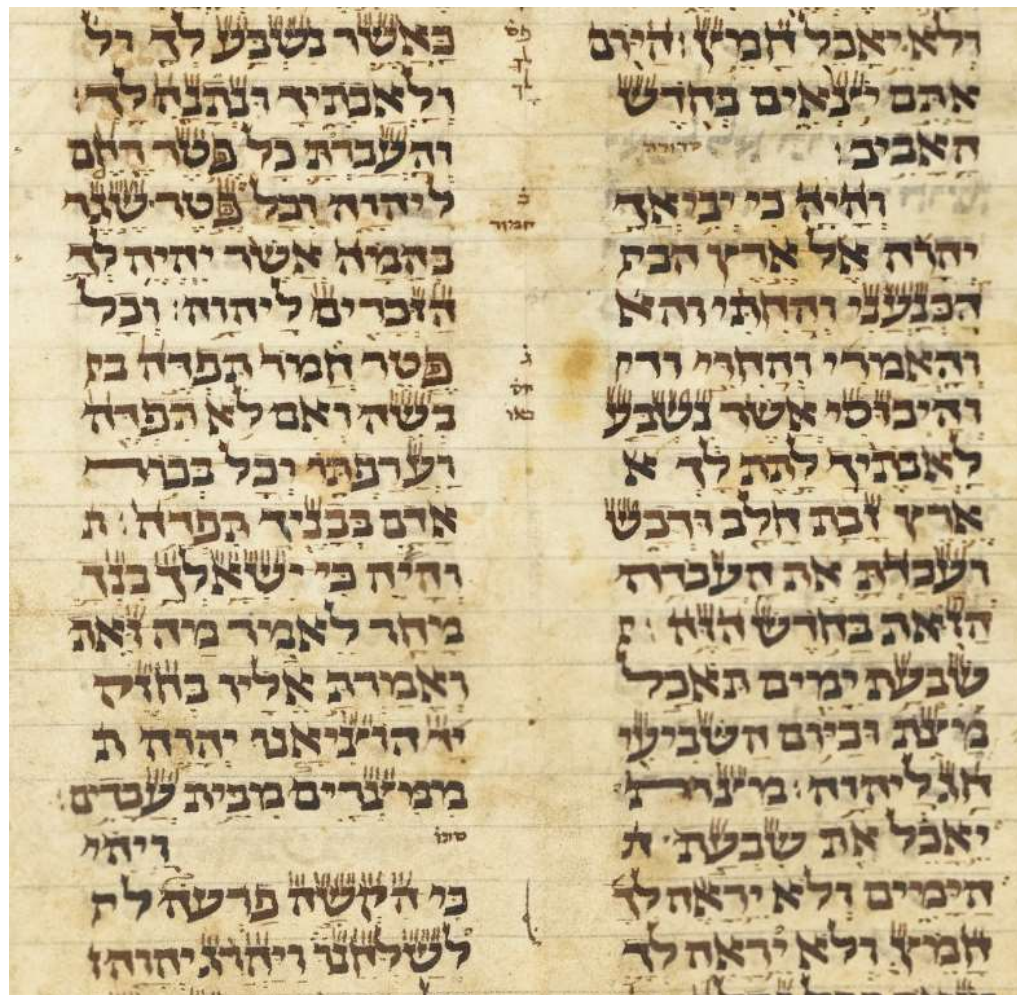 ולא יאכל חמץ: היום
אתם יצאים בחדש
האביב:
והיה כי יביאך
יהוה אל ארץ
הכנעני והחתי והא
והאמרי והחוי
והיבוסי אשר נשבע
לאבתיך לתת לך א
ארץ זבת חלב ודבש
ועבדת את העבדה
הזאת בחדש הזה: ת
שבעת ימים תאכל
מצת וביום השביעי
חג ליהוה: מצות
יאכל את שבעת ת
הימים ולא יראה לך
חמץ ולא יראה לך
פס
לך
לך
ב
חמור
ג
כאשר נשבע לך ול
ולאבתיך ונתנה לך:
והעברת כל פטר רחם
ליהוה וכל פטר שגר
בהמה אשר יהיה לך
הזכרים ליהוה: וכל
פטר חמר תפדה
בשה ואם לא תפדה
וערפתו וכל בכור
אדם בבניך תפדה: ת
והיה כי ישאלך בנך
מחר לאמר מה זאת
ואמרת אליו בחזק
יד הוציאנו יהוה ת
ממצרים מבית עבדים:
ויהי
כי הקשה פרעה
לשלחנו ויהרג יהוה ו